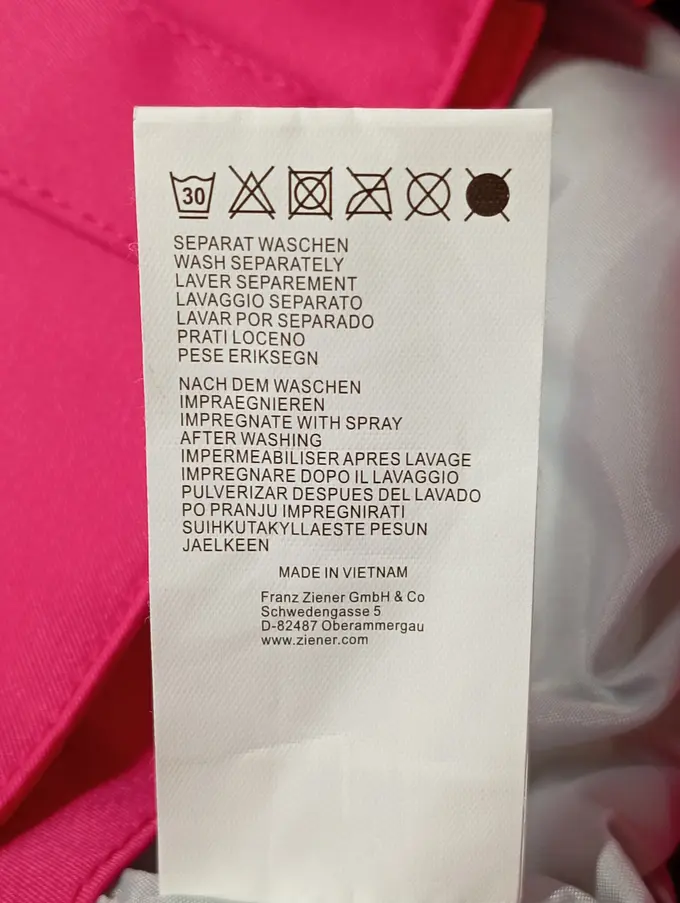 30
SEPARAT WASCHEN
WASH SEPARATELY
LAVER SEPAREMENT
LAVAGGIO SEPARATO
LAVAR POR SEPARADO
PRATI LOCENO
PESE ERIKSEGN
NACH DEM WASCHEN
IMPRAEGNIEREN
IMPREGNATE WITH SPRAY
AFTER WASHING
IMPERMEABILISER APRES LAVAGE
IMPREGNARE DOPO IL LAVAGGIO
PULVERIZAR DESPUES DEL LAVADO
PO PRANJU IMPREGNIRATI
SUIHKUTAKYLLAESTE PESUN
JAELKEEN
MADE IN VIETNAM
Franz Ziener GmbH & Co
Schwedengasse 5
D-82487 Oberammergau
www.ziener.com